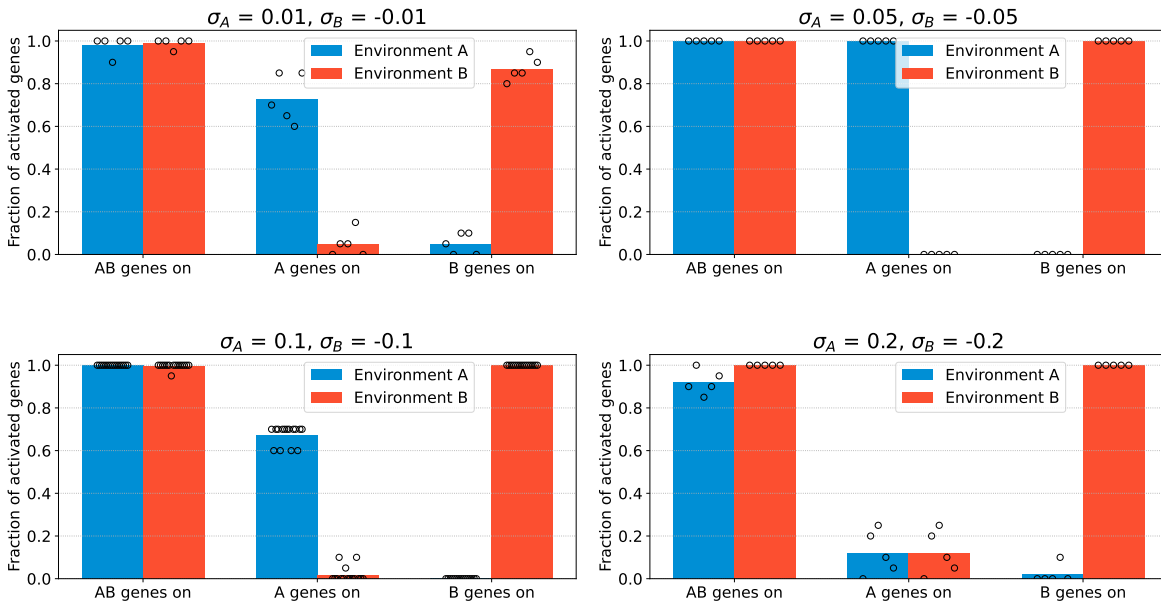 σA = 0.01, σB = -0.01
Fraction of activated genes
1.0
0.8
0.6
0.4
0.2
0.0
Environment A
Environment B
AB genes on
A genes on
B genes on
σA = 0.05, σB = -0.05
Fraction of activated genes
1.0
0.8
0.6
0.4
0.2
0.0
Environment A
Environment B
AB genes on
A genes on
B genes on
σA = 0.1, σB = -0.1
Fraction of activated genes
1.0
0.8
0.6
0.4
0.2
0.0
Environment A
Environment B
AB genes on
A genes on
B genes on
σA = 0.2, σB = -0.2
Fraction of activated genes
1.0
0.8
0.6
0.4
0.2
0.0
Environment A
Environment B
AB genes on
A genes on
B genes on